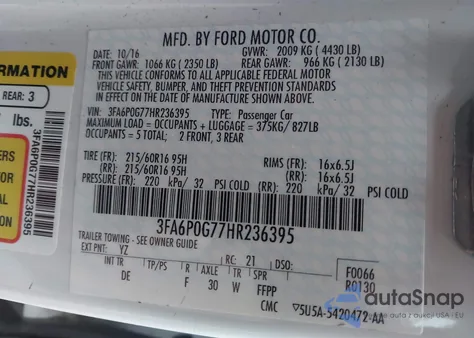 MFD. BY FORD MOTOR CO.
DATE: 10/16 GVWR: 2009 KG ( 4430 LB)
FRONT GAWR: 1066 KG ( 2350 LB) REAR GAWR: 966 KG ( 2130 LB)
THIS VEHICLE CONFORMS TO ALL APPLICABLE FEDERAL MOTOR
VEHICLE SAFETY, BUMPER, AND THEFT PREVENTION STANDARDS
IN EFFECT ON THE DATE OF MANUFACTURE SHOWN ABOVE.
VIN: 3FA6P0G77HR236395 TYPE: Passenger Car
MAXIMUM LOAD = OCCUPANTS + LUGGAGE = 375KG/ 827LB
OCCUPANTS = 5 TOTAL: 2 FRONT, 3 REAR
TIRE (FR): 215/60R16 95H RIMS (FR): 16x6.5J
(RR): 215/60R16 95H (RR): 16x6.5J
PRESSURE (FR): 220 kPa/ 32 PSI COLD (RR): 220 kPa/ 32 PSI COLD
3FA6P0G77HR236395
TRAILER TOWING - SEE OWNER GUIDE
EXT PNT: YZ RC: 21 DSO:
INT TR TP/PS R AXLE TR SPR
DE F 30 W FFPP
F0066
R0130
CMC
5U5A-5420472-AA
FORMATION
REAR: 3
lbs.
3FA6P0G77HR236395
autoSnap